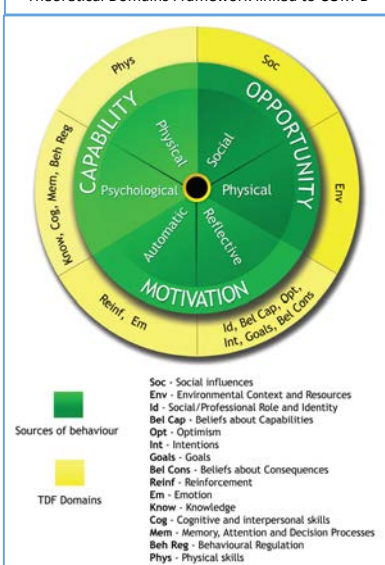 Theoretical Domains Framework linked to COM-B
Phys
Soc
CAPABILITY
OPPORTUNITY
Physical
Social
Know, Cog, Mem, Beh Reg
Psychological
Physical
Env
Automatic
Reflective
MOTIVATION
Reinf, Em
Id, Bel Cap, Opt,
Int, Goals, Bel Cons
Sources of behaviour
TDF Domains
Soc - Social influences
Env - Environmental Context and Resources
Id - Social/Professional Role and Identity
Bel Cap - Beliefs about Capabilities
Opt - Optimism
Int - Intentions
Goals - Goals
Bel Cons - Beliefs about Consequences
Reinf - Reinforcement
Em - Emotion
Know - Knowledge
Cog - Cognitive and interpersonal skills
Mem - Memory, Attention and Decision Processes
Beh Reg - Behavioural Regulation
Phys - Physical skills